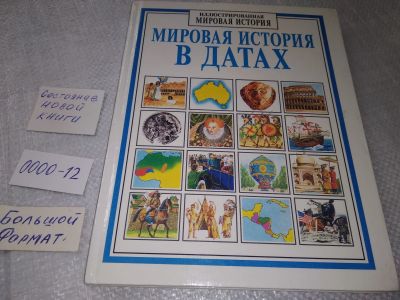 ИЛЛЮСТРИРОВАННАЯ
МИРОВАЯ ИСТОРИЯ
МИРОВАЯ ИСТОРИЯ
В ДАТАХ
Состояние
НОВОЙ
КНИГИ
0000-12
Большой
Формат.